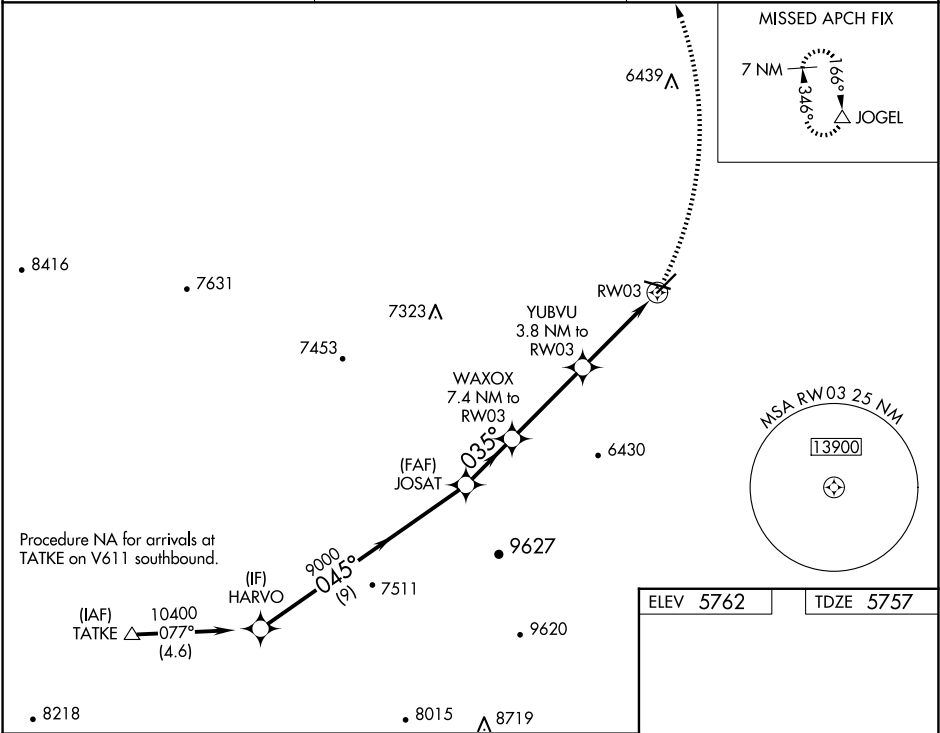 MISSED APCH FIX
7 NM
166°
346°
JOGEL
6439
8416
7631
7323
7453
RW03
YUBVU
3.8 NM to
RW03
WAXOX
7.4 NM to
RW03
035°
(FAF)
JOSAT
6430
MSA RW03 25 NM
13900
Procedure NA for arrivals at
TATKE on V611 southbound.
9627
9000
045°
(9)
7511
(IF)
HARVO
(IAF)
TATKE
10400
077°
(4.6)
9620
ELEV 5762
TDZE 5757
8218
8015
8719